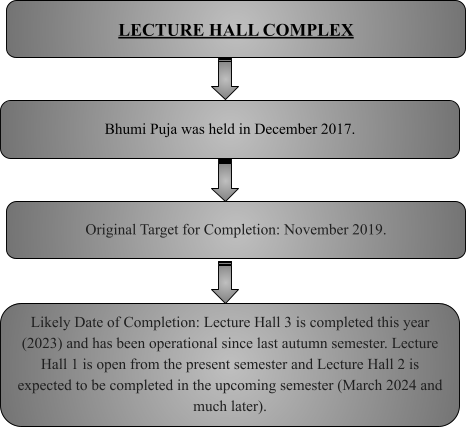 LECTURE HALL COMPLEX
Bhumi Puja was held in December 2017.
Original Target for Completion: November 2019.
Likely Date of Completion: Lecture Hall 3 is completed this year
(2023) and has been operational since last autumn semester. Lecture
Hall 1 is open from the present semester and Lecture Hall 2 is
expected to be completed in the upcoming semester (March 2024 and
much later).